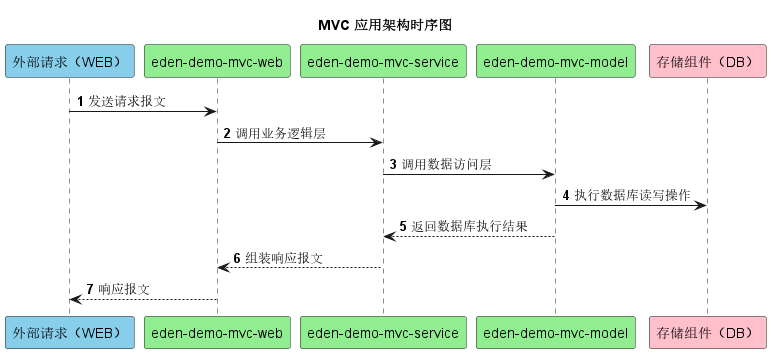 MVC 应用架构时序图
外部请求（WEB） eden-demo-mvc-web eden-demo-mvc-service eden-demo-mvc-model 存储组件（DB）
1 发送请求报文
2 调用业务逻辑层
3 调用数据访问层
4 执行数据库读写操作
5 返回数据库执行结果
6 组装响应报文
7 响应报文
外部请求（WEB） eden-demo-mvc-web eden-demo-mvc-service eden-demo-mvc-model 存储组件（DB）